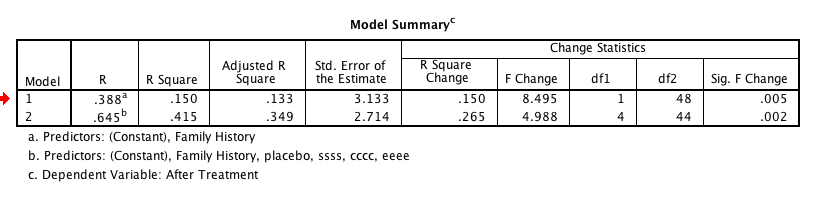 Model Summaryᶜ
Change Statistics
Model R R Square Adjusted R Square Std. Error of the Estimate R Square Change F Change df1 df2 Sig. F Change
1 .388ᵃ .150 .133 3.133 .150 8.495 1 48 .005
2 .645ᵇ .415 .349 2.714 .265 4.988 4 44 .002
a. Predictors: (Constant), Family History
b. Predictors: (Constant), Family History, placebo, ssss, cccc, eeee
c. Dependent Variable: After Treatment